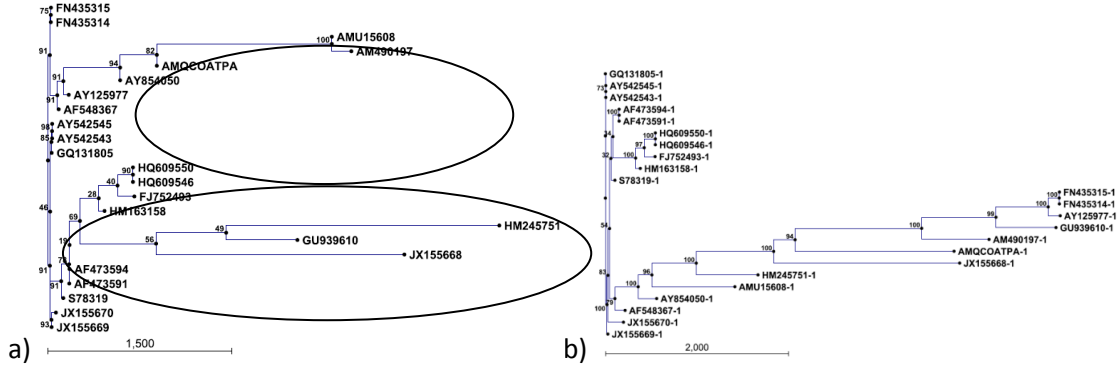 75
FN435315
FN435314
91
100
AMU15608
AM490197
82
AMQCOATPA
94
AY854050
91
AY125977
91
AF548367
98
AY542545
85
AY542543
GQ131805
90
HQ609550
HQ609546
40
FJ752493
28
HM163158
46
69
49
HM245751
56
GU939610
JX155668
19
AF473594
AF473591
91
91
S78319
JX155670
93
JX155669
a)
1,500
GQ131805-1
73
AY542545-1
AY542543-1
100
AF473594-1
AF473591-1
34
97
100
HQ609550-1
HQ609546-1
32
100
FJ752493-1
HM163158-1
S78319-1
100
FN435315-1
FN435314-1
54
100
100
99
AY125977-1
GU939610-1
94
AM490197-1
100
AMQCOATPA-1
83
100
JX155668-1
96
HM245751-1
100
AMU15608-1
79
AY854050-1
100
AF548367-1
JX155670-1
JX155669-1
b)
2,000